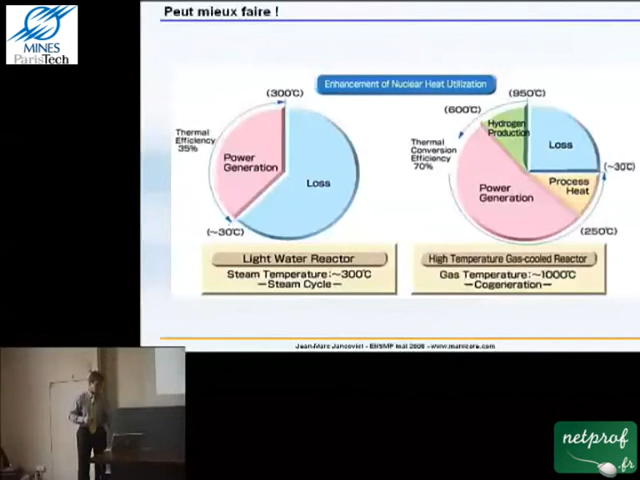 MINES
ParisTech
Peut mieux faire !
Enhancement of Nuclear Heat Utilization
(300℃)
Thermal
Efficiency
35%
Power
Generation
Loss
(~30℃)
Light Water Reactor
Steam Temperature:~300℃
-Steam Cycle-
(950℃)
(600℃)
Hydrogen
Production
Thermal
Conversion
Efficiency
70%
Loss
(~30℃)
Process
Heat
Power
Generation
(250℃)
High Temperature Gas-cooled Reactor
Gas Temperature:~1000℃
-Cogeneration-
Jean-Marc Jancovici - ENSMP mai 2008 - www.manicore.com
netprof
.fr